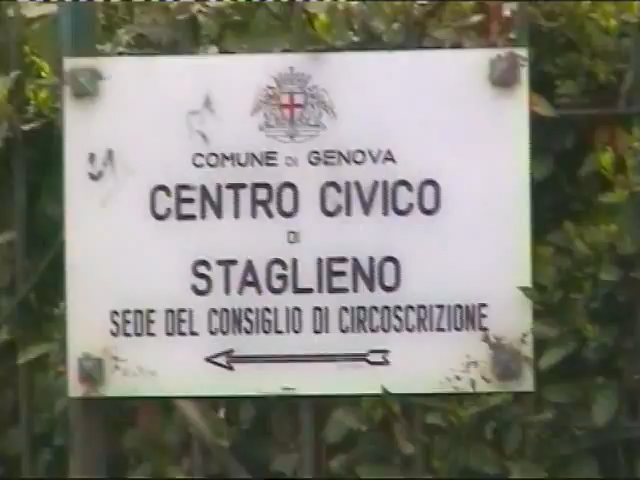 COMUNE DI GENOVA
CENTRO CIVICO
DI
STAGLIENO
SEDE DEL CONSIGLIO DI CIRCOSCRIZIONE